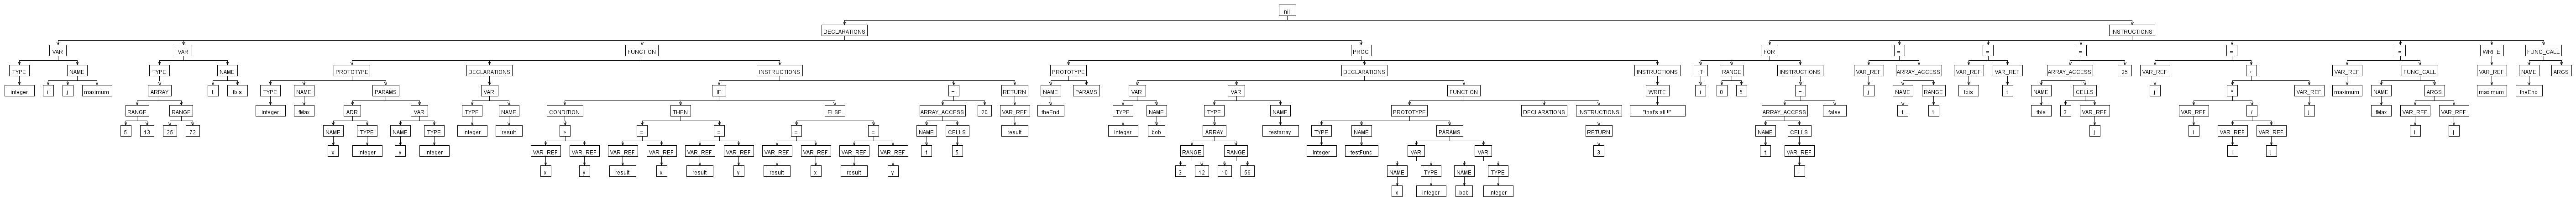 nil
DECLARATIONS INSTRUCTIONS
VAR VAR FUNCTION PROC FOR = = = = = WRITE FUNC_CALL
TYPE NAME TYPE NAME PROTOTYPE DECLARATIONS INSTRUCTIONS PROTOTYPE DECLARATIONS INSTRUCTIONS IT RANGE INSTRUCTIONS VAR_REF ARRAY_ACCESS VAR_REF VAR_REF ARRAY_ACCESS 25 VAR_REF VAR_REF FUNC_CALL VAR_REF NAME ARGS
integer i j maximum ARRAY t tbis TYPE NAME PARAMS VAR IF = RETURN NAME PARAMS VAR VAR FUNCTION WRITE i 0 5 = j NAME RANGE tbis t NAME CELLS j + VAR_REF maximum NAME ARGS maximum theEnd
RANGE RANGE integer fMax ADR VAR TYPE NAME CONDITION THEN ELSE ARRAY_ACCESS 20 VAR_REF theEnd TYPE NAME TYPE NAME PROTOTYPE DECLARATIONS INSTRUCTIONS "that's all !!" ARRAY_ACCESS false t t tbis 3 VAR_REF VAR_REF / j fMax VAR_REF VAR_REF
5 13 25 72 NAME TYPE NAME TYPE integer result = = = = = NAME CELLS result integer bob ARRAY testarray TYPE NAME PARAMS RETURN NAME CELLS j i VAR_REF VAR_REF i j
x integer y integer VAR_REF VAR_REF VAR_REF VAR_REF VAR_REF VAR_REF VAR_REF VAR_REF VAR_REF VAR_REF t 5 RANGE RANGE integer testFunc VAR VAR 3 t VAR_REF i j
x y result x result y result x result y 3 12 10 56 NAME TYPE NAME TYPE i
x integer bob integer